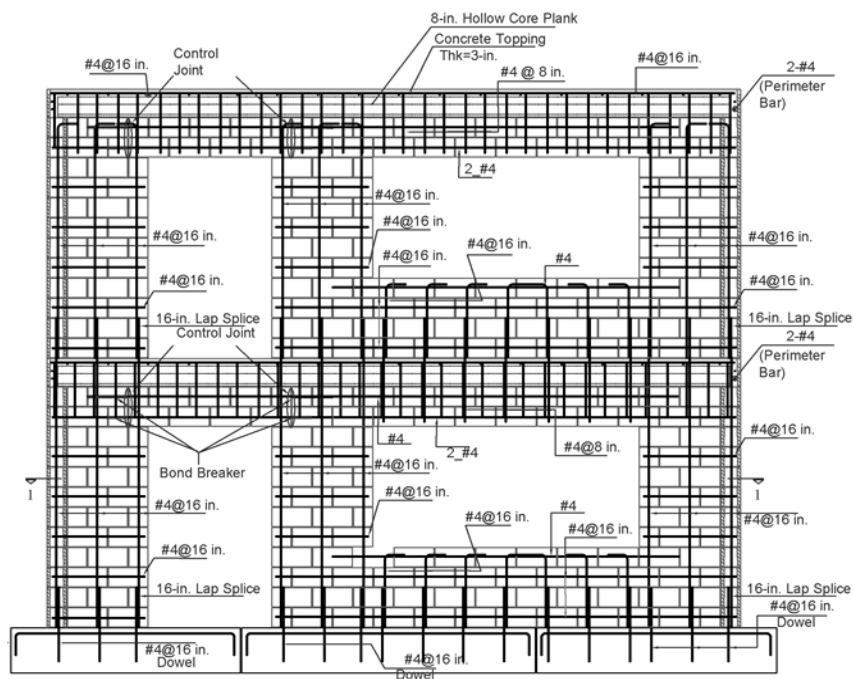 8-in. Hollow Core Plank
Concrete Topping
Thk=3-in.
Control
Joint
#4@16 in.
#4 @ 8 in.
#4@16 in.
2-#4
(Perimeter
Bar)
2_#4
#4@16 in.
#4@16 in.
#4@16 in.
#4@16 in.
#4@16 in.
#4
#4@16 in.
#4@16 in.
#4@16 in.
16-in. Lap Splice
Control Joint
16-in. Lap Splice
2-#4
(Perimeter
Bar)
#4
2_#4
#4@8 in.
#4@16 in.
Bond Breaker
#4@16 in.
1
1
#4@16 in.
#4@16 in.
#4@16 in.
#4
#4@16 in.
#4@16 in.
#4@16 in.
16-in. Lap Splice
16-in. Lap Splice
#4@16 in.
Dowel
#4@16 in.
Dowel
#4@16 in.
Dowel